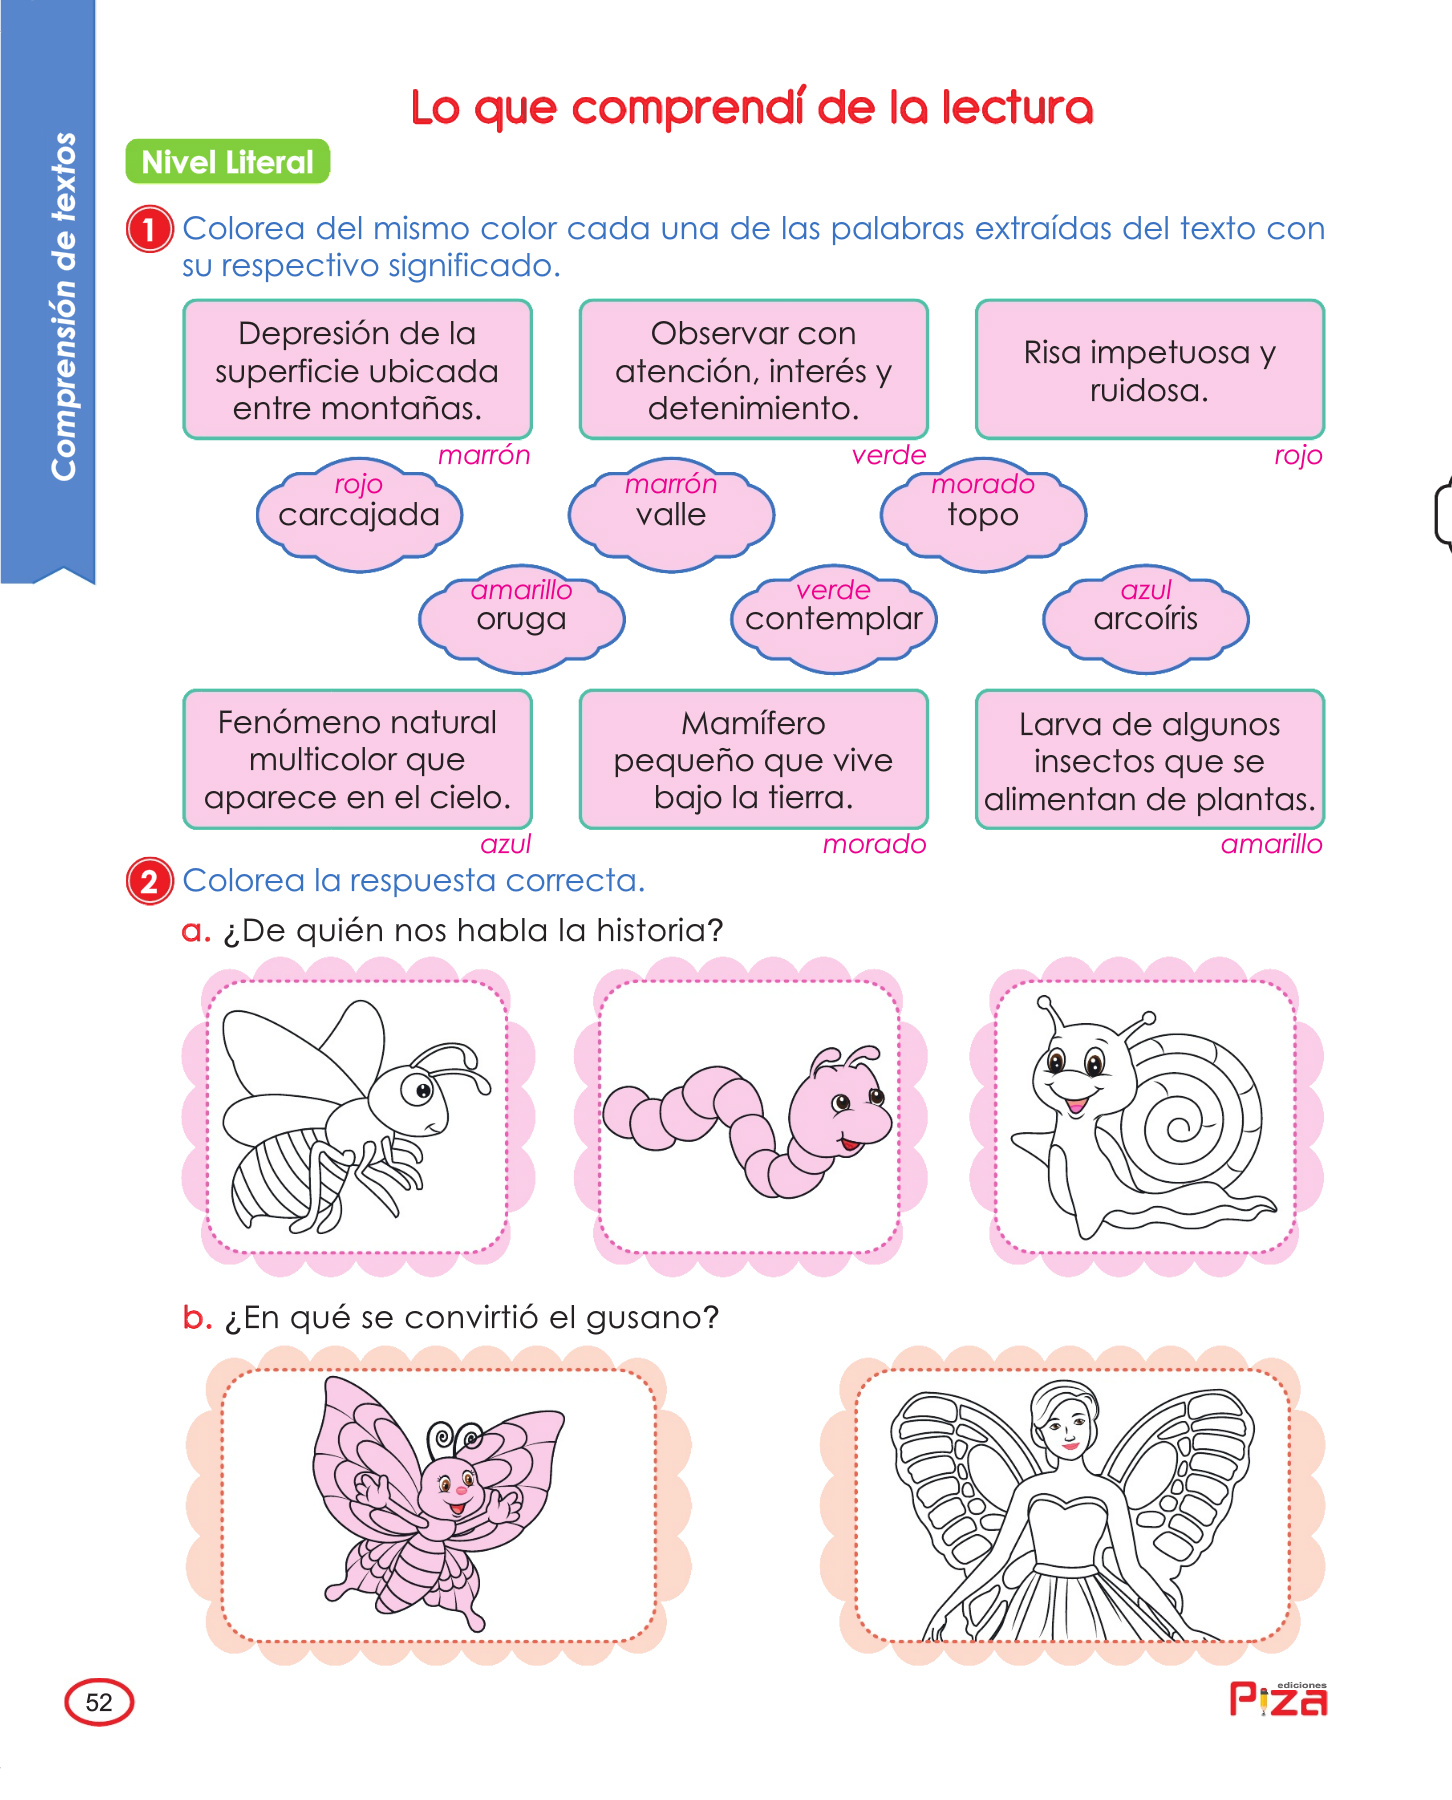 Comprensión de textos
Lo que comprendí de la lectura
Nivel Literal
1 Colorea del mismo color cada una de las palabras extraídas del texto con
su respectivo significado.
Depresión de la
superficie ubicada
entre montañas.
marrón
Observar con
atención, interés y
detenimiento.
verde
Risa impetuosa y
ruidosa.
rojo
rojo
carcajada
marrón
valle
morado
topo
amarillo
oruga
verde
contemplar
azul
arcoíris
Fenómeno natural
multicolor que
aparece en el cielo.
azul
Mamífero
pequeño que vive
bajo la tierra.
morado
Larva de algunos
insectos que se
alimentan de plantas.
amarillo
2 Colorea la respuesta correcta.
a. ¿De quién nos habla la historia?
b. ¿En qué se convirtió el gusano?
52
ediciones
Piza